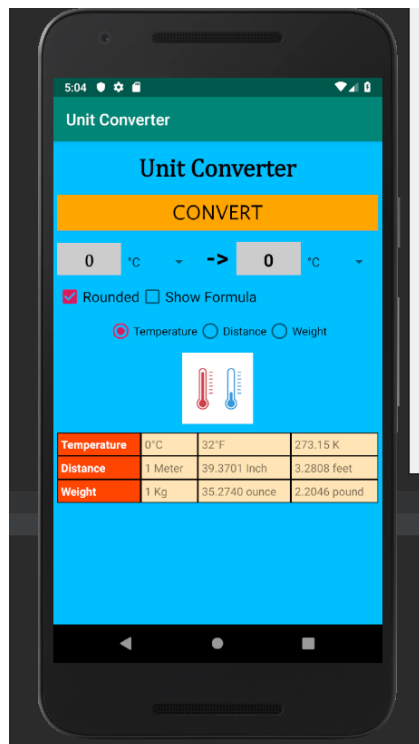 5:04
Unit Converter
Unit Converter
CONVERT
0 °C -> 0 °C
Rounded Show Formula
Temperature Distance Weight
Temperature 0°C 32°F 273.15 K
Distance 1 Meter 39.3701 Inch 3.2808 feet
Weight 1 Kg 35.2740 ounce 2.2046 pound